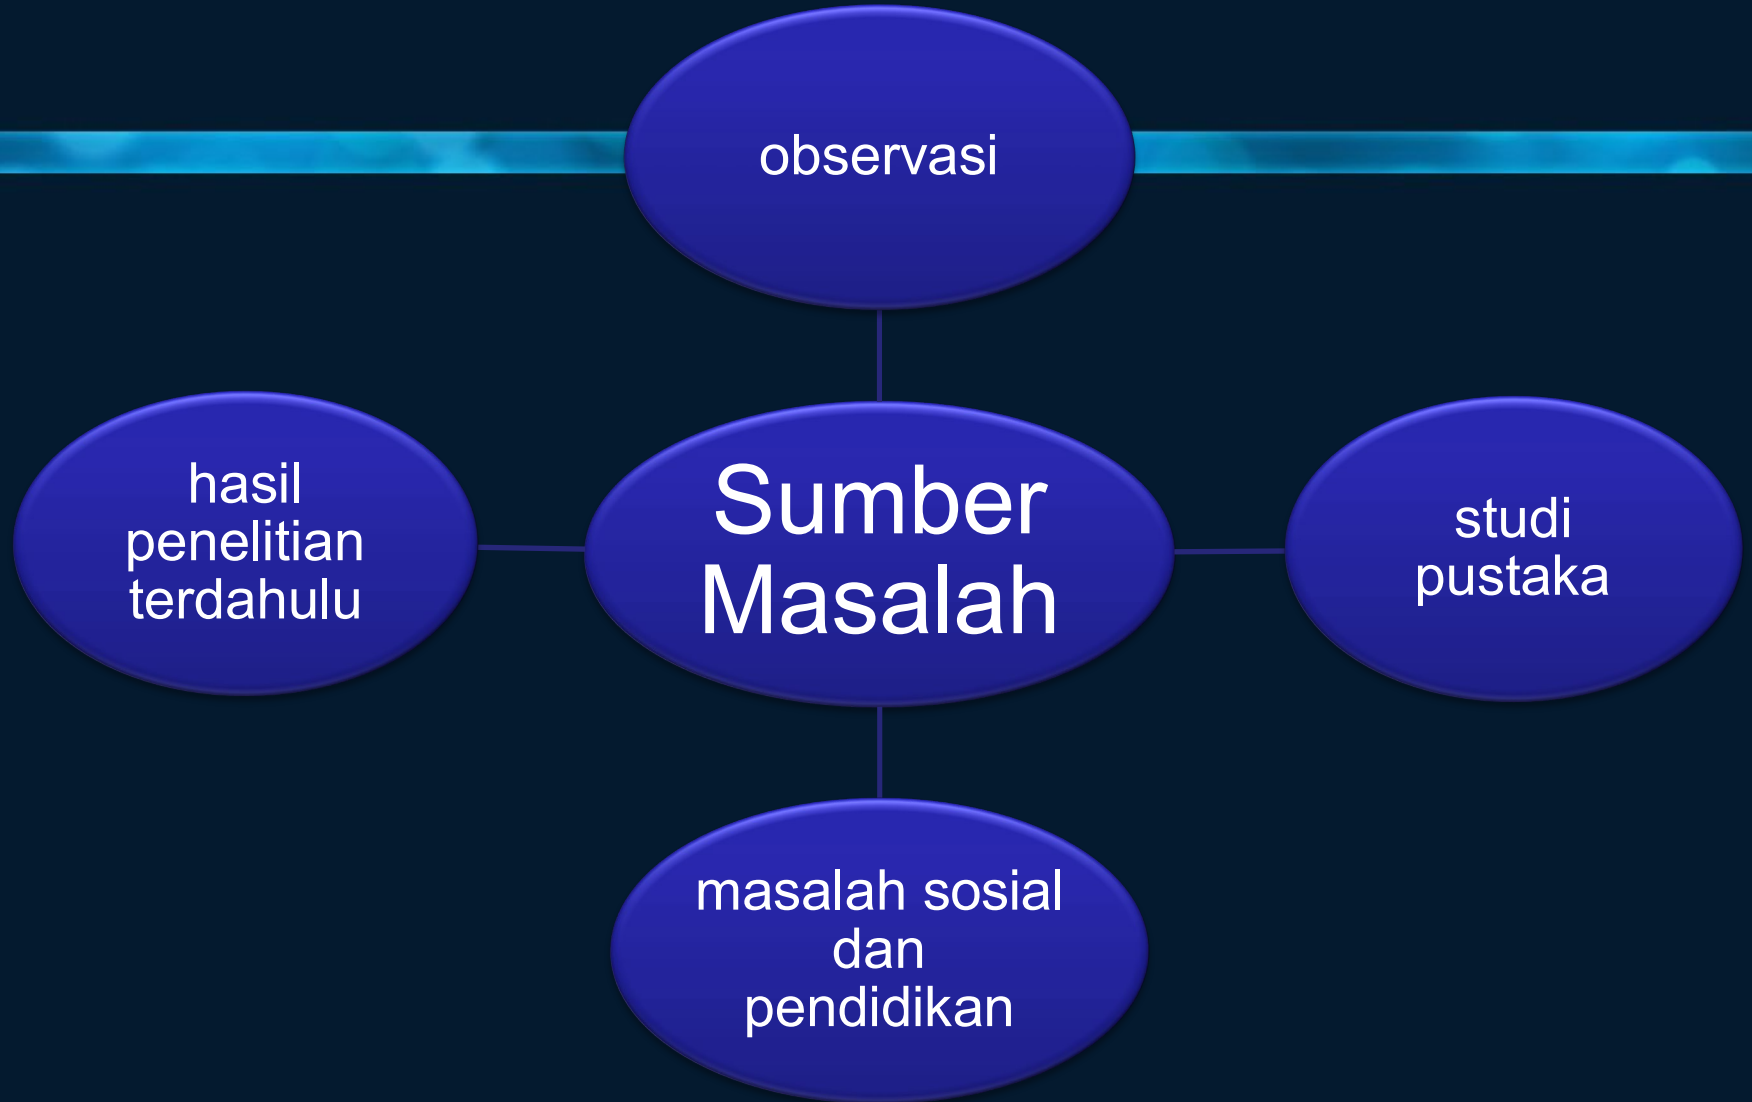 observasi
hasil
penelitian
terdahulu
Sumber
Masalah
studi
pustaka
masalah sosial
dan
pendidikan